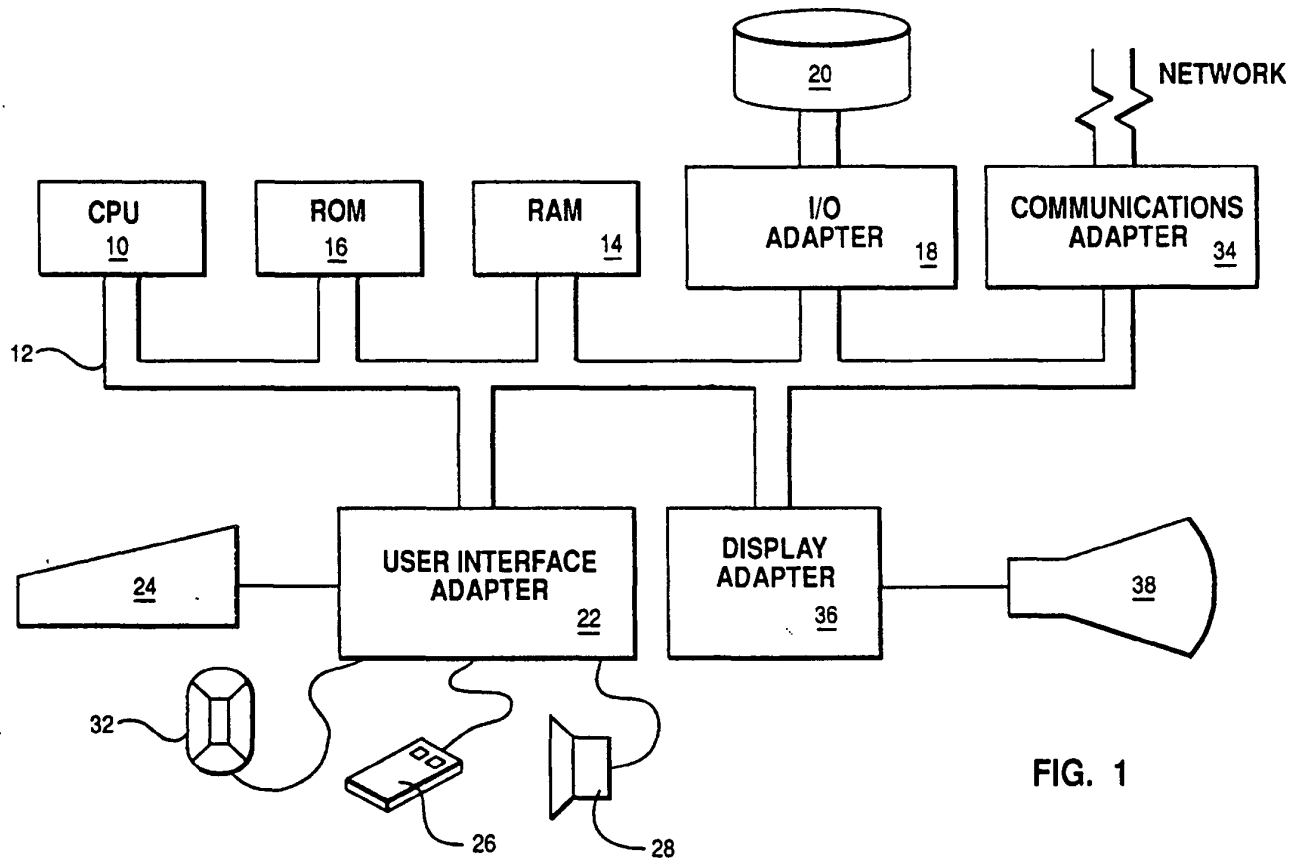 20
NETWORK
CPU
10
ROM
16
RAM
14
I/O
ADAPTER
18
COMMUNICATIONS
ADAPTER
34
12
24
USER INTERFACE
ADAPTER
22
DISPLAY
ADAPTER
36
38
32
26
28
FIG. 1